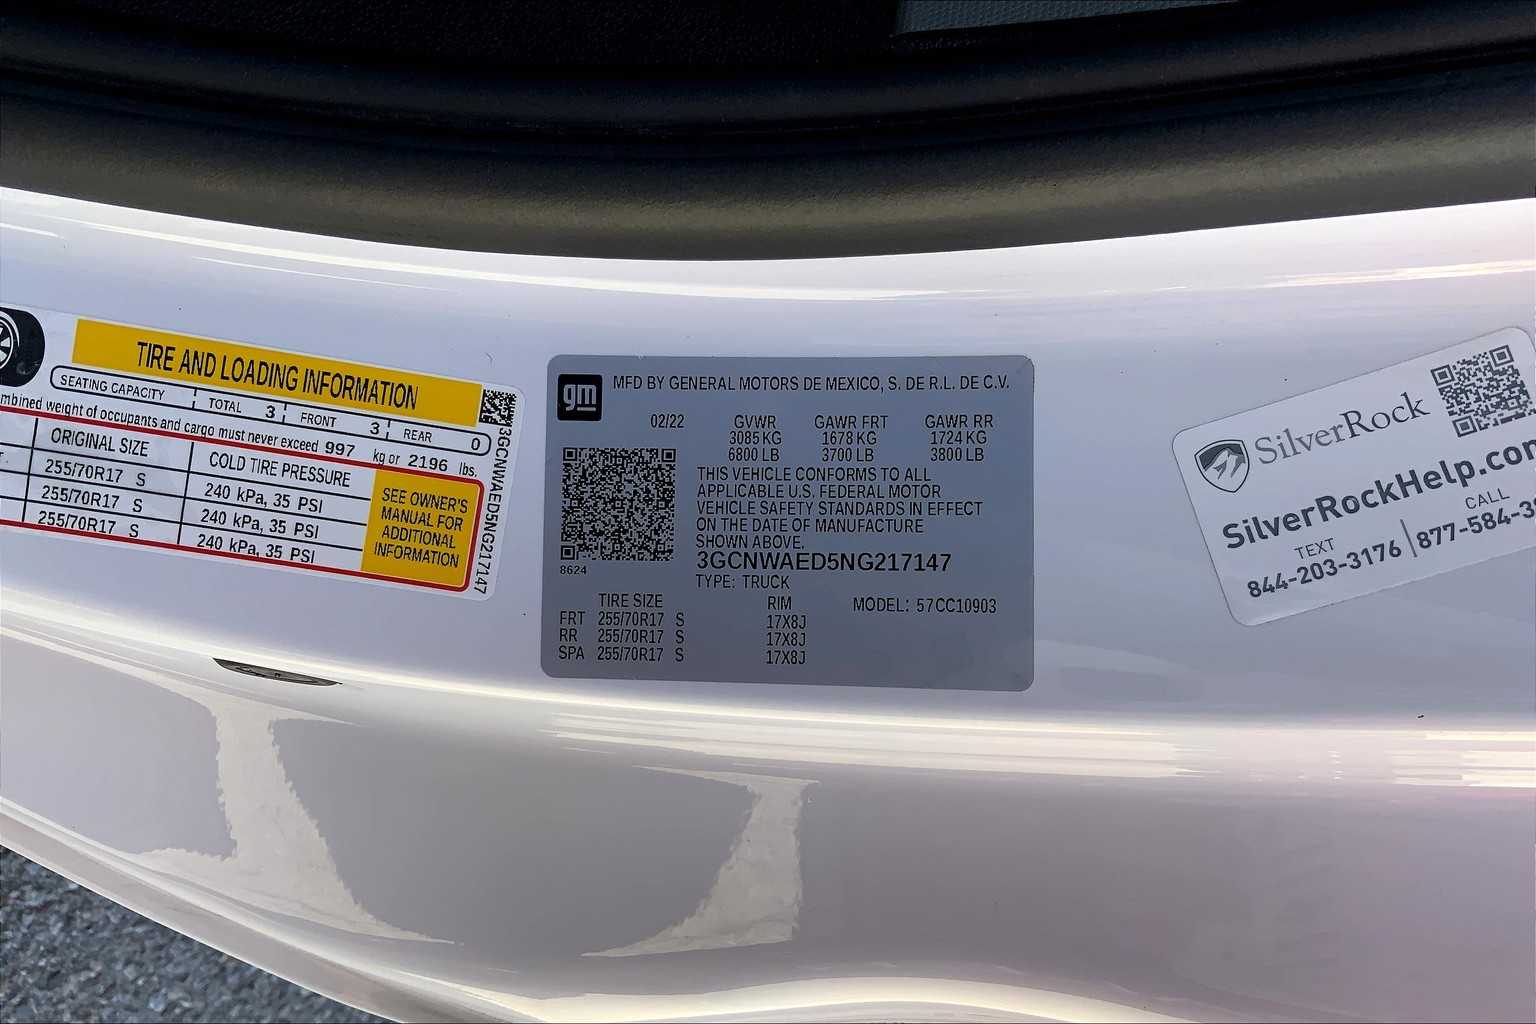 TIRE AND LOADING INFORMATION
SEATING CAPACITY TOTAL 3 FRONT 3 REAR 0
of occupants and cargo must never exceed 997 kg or 2196 lbs.
ORIGINAL SIZE COLD TIRE PRESSURE
255/70R17 S 240 kPa, 35 PSI
255/70R17 S 240 kPa, 35 PSI
255/70R17 S 240 kPa, 35 PSI
SEE OWNER'S
MANUAL FOR
ADDITIONAL
INFORMATION
3GCNWAED5NG217147
gm
MFD BY GENERAL MOTORS DE MEXICO, S. DE R.L. DE C.V.
02/22 GVWR GAWR FRT GAWR RR
3085 KG 1678 KG 1724 KG
6800 LB 3700 LB 3800 LB
THIS VEHICLE CONFORMS TO ALL
APPLICABLE U.S. FEDERAL MOTOR
VEHICLE SAFETY STANDARDS IN EFFECT
ON THE DATE OF MANUFACTURE
SHOWN ABOVE.
8624
3GCNWAED5NG217147
TYPE: TRUCK
TIRE SIZE RIM MODEL: 57CC10903
FRT 255/70R17 S 17X8J
RR 255/70R17 S 17X8J
SPA 255/70R17 S 17X8J
SilverRock
SilverRockHelp.com
TEXT CALL
844-203-3176 877-584-3